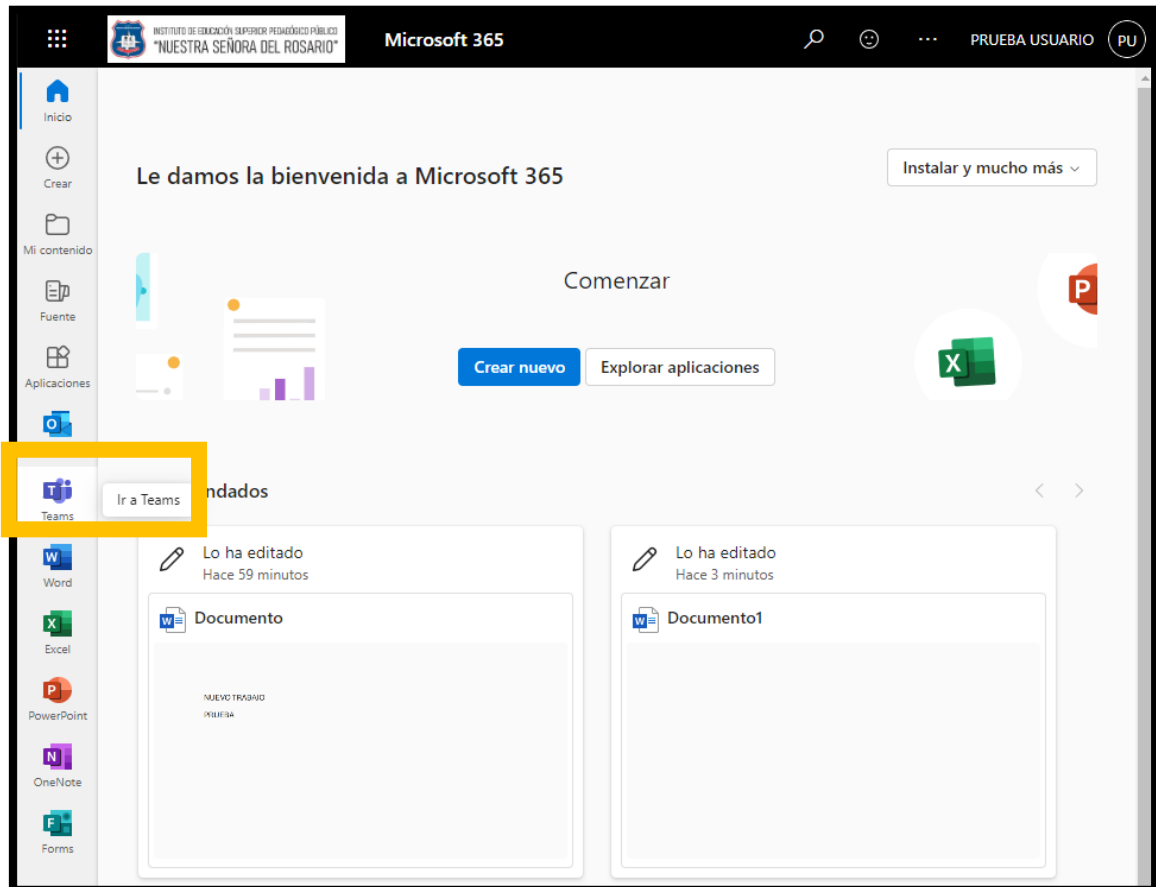 INSTITUTO DE EDUCACIÓN SUPERIOR PEDAGÓGICO PÚBLICO
"NUESTRA SEÑORA DEL ROSARIO"
Microsoft 365
PRUEBA USUARIO
PU
Inicio
Crear
Mi contenido
Fuente
Aplicaciones
Teams
Word
Excel
PowerPoint
OneNote
Forms
Le damos la bienvenida a Microsoft 365
Instalar y mucho más
Comenzar
Crear nuevo
Explorar aplicaciones
Ir a Teams
ndados
Lo ha editado
Hace 59 minutos
Documento
NUEVO TRABAJO
PRUEBA
Lo ha editado
Hace 3 minutos
Documento1